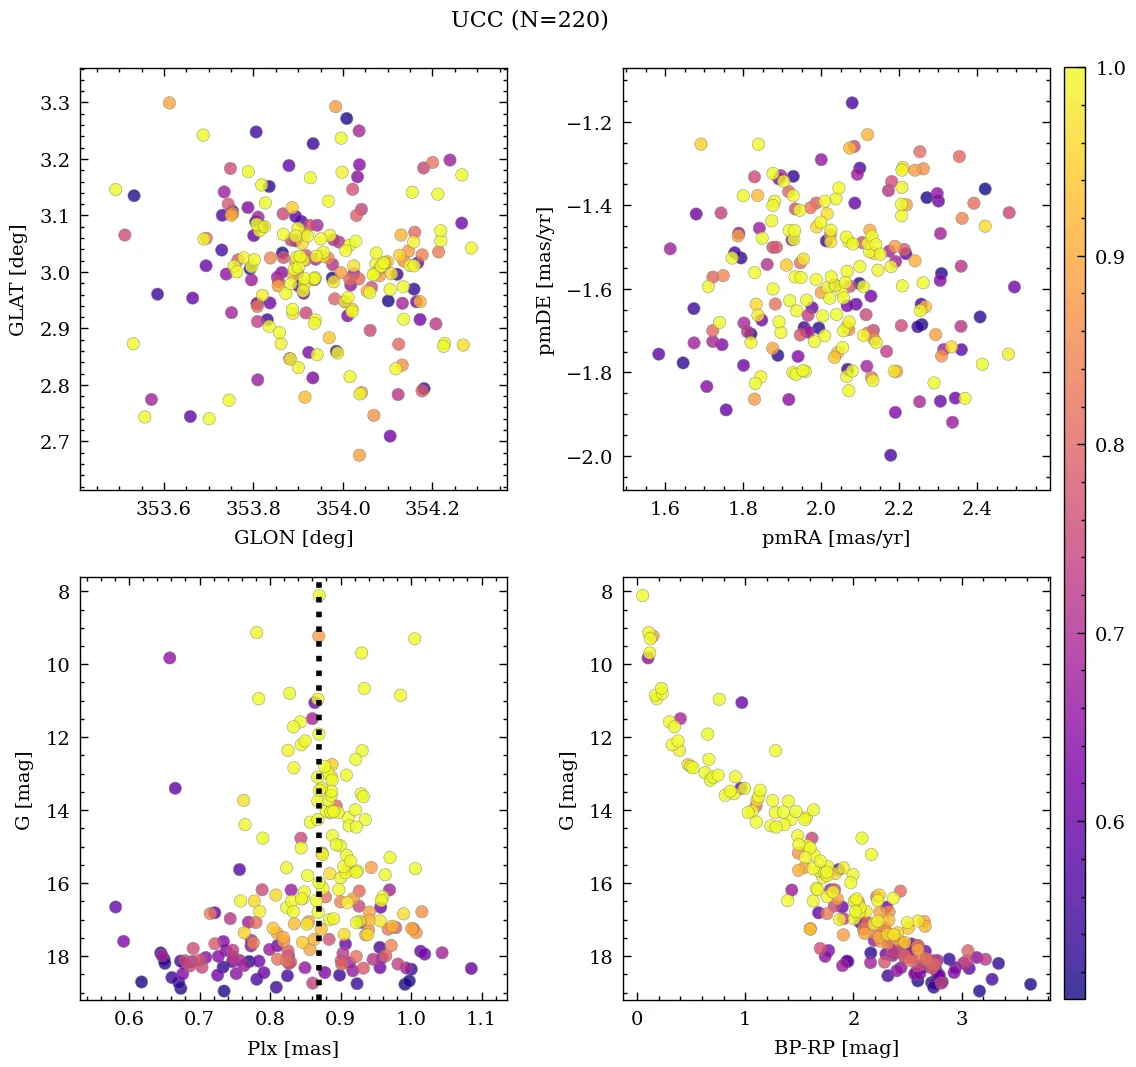 UCC (N=220)
3.3
3.2
3.1
3.0
2.9
2.8
2.7
GLAT [deg]
353.6 353.8 354.0 354.2
GLON [deg]
−1.2
−1.4
−1.6
−1.8
−2.0
pmDE [mas/yr]
1.6 1.8 2.0 2.2 2.4
pmRA [mas/yr]
1.0
0.9
0.8
0.7
0.6
8
10
12
14
16
18
G [mag]
0.6 0.7 0.8 0.9 1.0 1.1
Plx [mas]
8
10
12
14
16
18
G [mag]
0 1 2 3
BP-RP [mag]